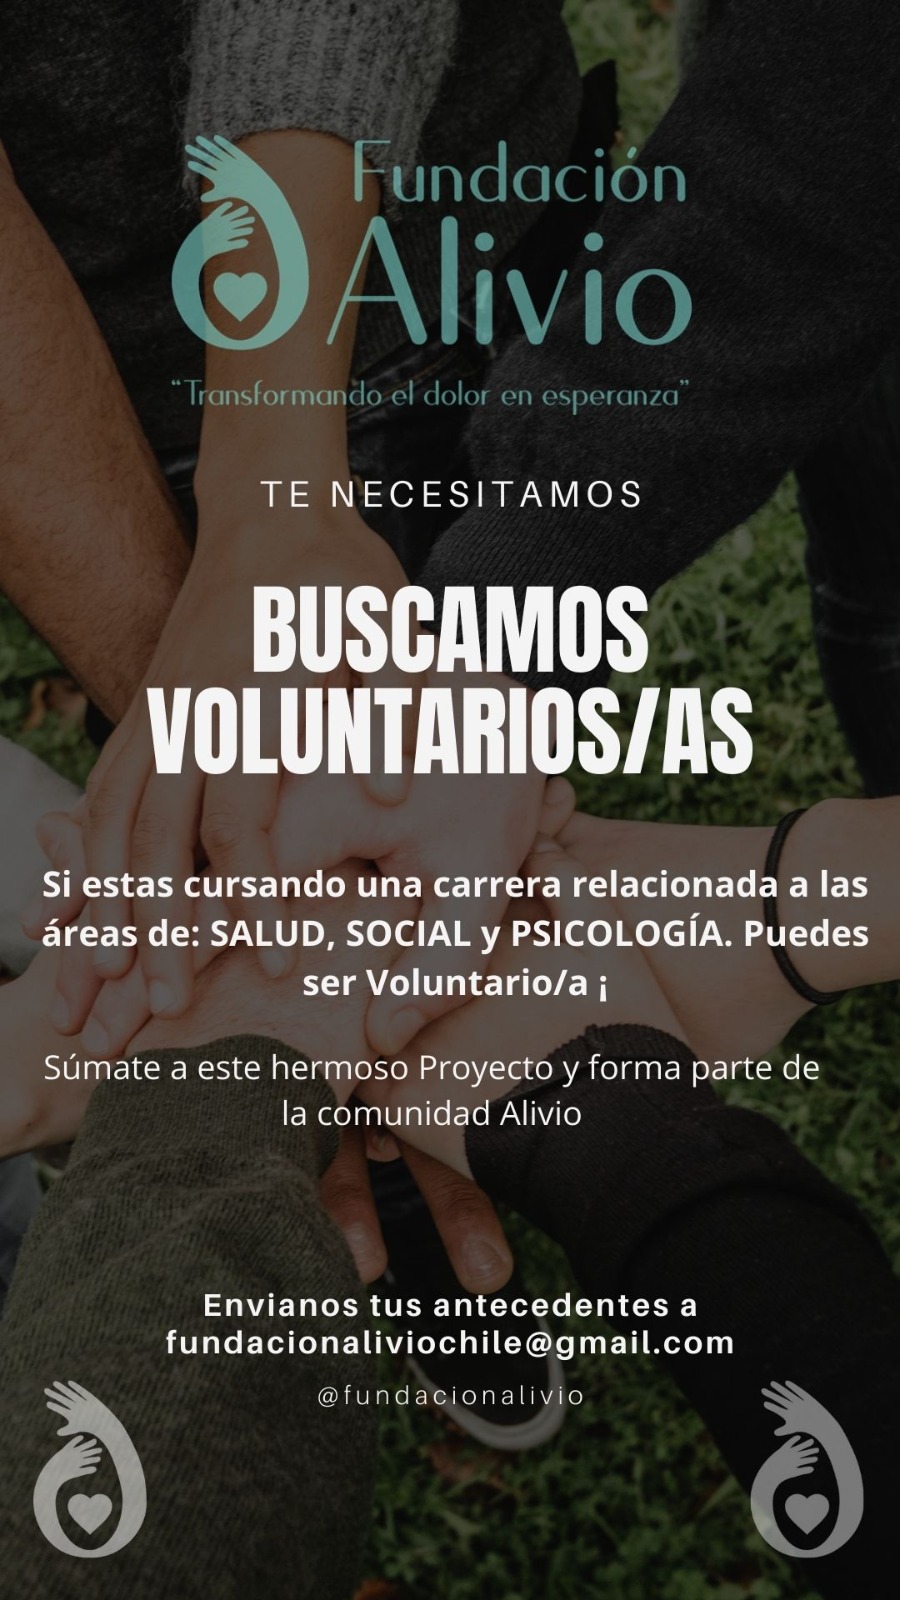 Fundación
Alivio
“Transformando el dolor en esperanza”
TE NECESITAMOS
BUSCAMOS
VOLUNTARIOS/AS
Si estas cursando una carrera relacionada a las
áreas de: SALUD, SOCIAL y PSICOLOGÍA. Puedes
ser Voluntario/a ¡
Súmate a este hermoso Proyecto y forma parte de
la comunidad Alivio
Envianos tus antecedentes a
fundacionaliviochile@gmail.com
@fundacionalivio